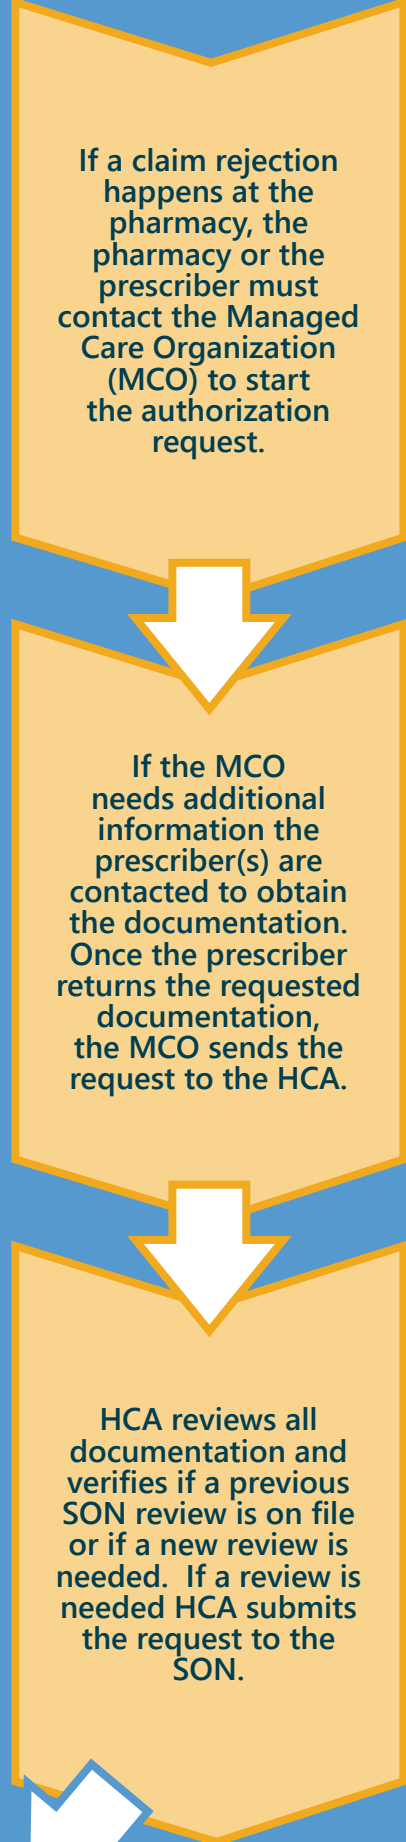 If a claim rejection
happens at the
pharmacy, the
pharmacy or the
prescriber must
contact the Managed
Care Organization
(MCO) to start
the authorization
request.
If the MCO
needs additional
information the
prescriber(s) are
contacted to obtain
the documentation.
Once the prescriber
returns the requested
documentation,
the MCO sends the
request to the HCA.
HCA reviews all
documentation and
verifies if a previous
SON review is on file
or if a new review is
needed.  If a review is
needed HCA submits
the request to the
SON.